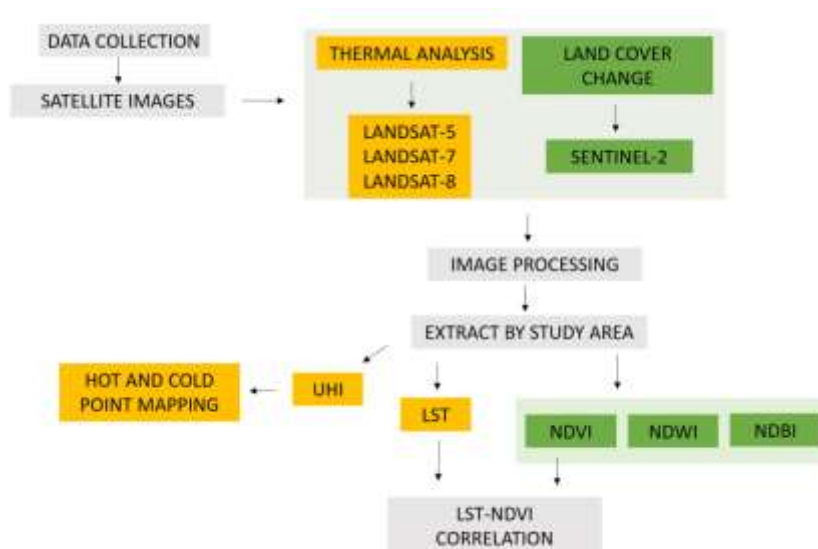 DATA COLLECTION
SATELLITE IMAGES
THERMAL ANALYSIS
LANDSAT-5
LANDSAT-7
LANDSAT-8
LAND COVER
CHANGE
SENTINEL-2
IMAGE PROCESSING
EXTRACT BY STUDY AREA
HOT AND COLD
POINT MAPPING
UHI
LST
NDVI
NDWI
NDBI
LST-NDVI
CORRELATION